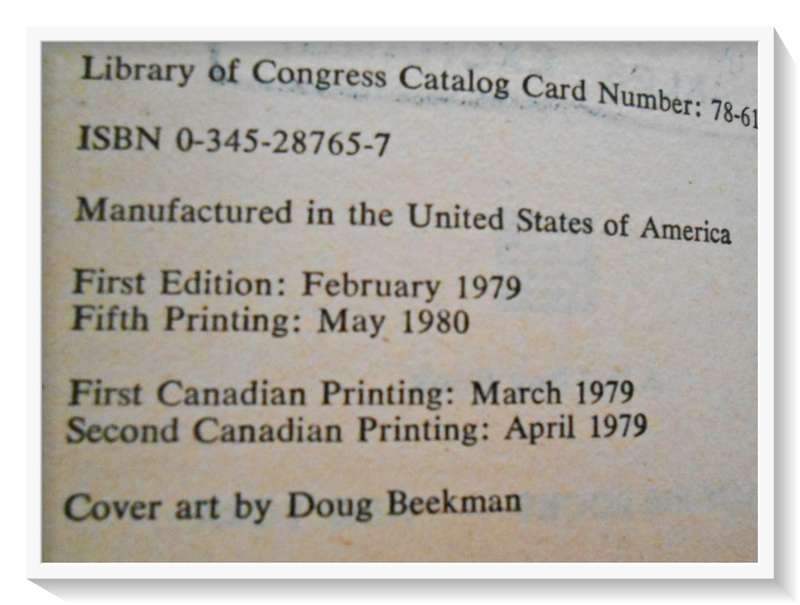 Library of Congress Catalog Card Number: 78-61
ISBN 0-345-28765-7
Manufactured in the United States of America
First Edition: February 1979
Fifth Printing: May 1980
First Canadian Printing: March 1979
Second Canadian Printing: April 1979
Cover art by Doug Beekman